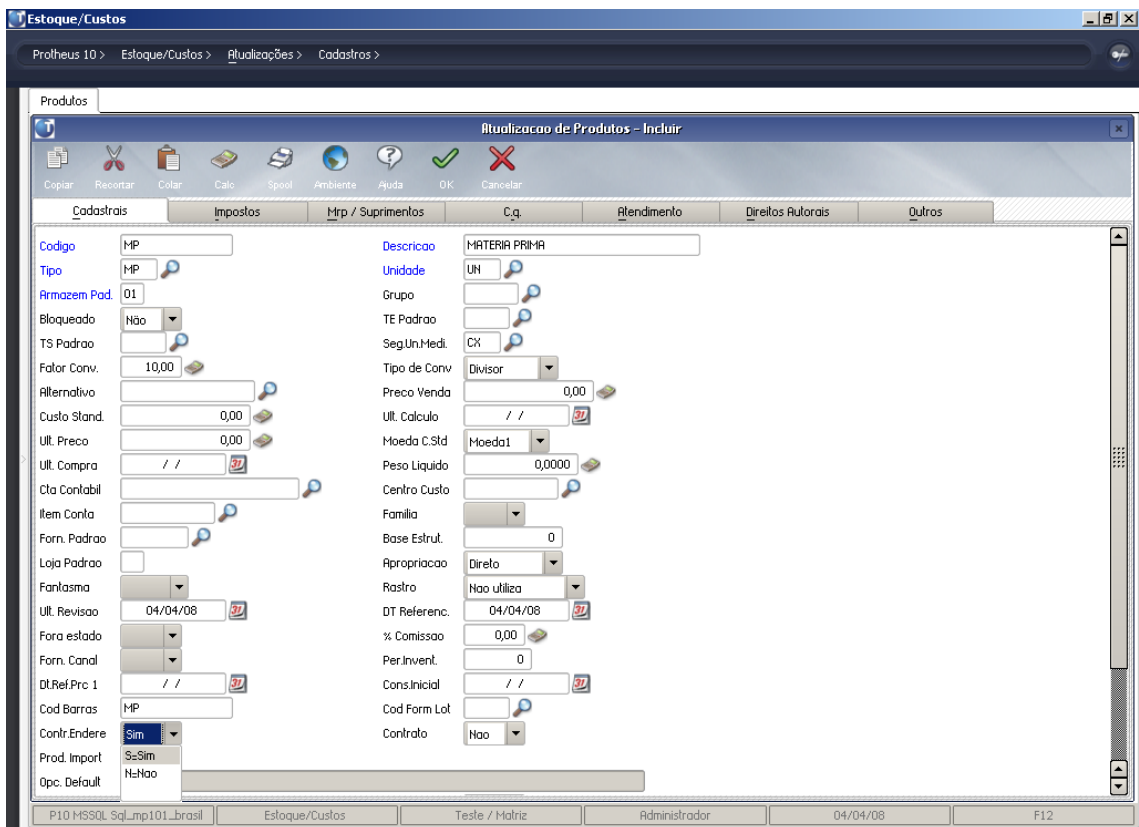 Estoque/Custos
Protheus 10 > Estoque/Custos > Atualizações > Cadastros >
Produtos
Atualizacao de Produtos - Incluir
Copiar Recortar Colar Calc Spool Ambiente Ajuda OK Cancelar
Cadastrais Impostos Mrp / Suprimentos C.q. Atendimento Direitos Autorais Outros
Codigo MP Descricao MATERIA PRIMA
Tipo MP Unidade UN
Armazem Pad. 01 Grupo
Bloqueado Não TE Padrao
TS Padrao Seg.Un.Medi. CX
Fator Conv. 10,00 Tipo de Conv Divisor
Alternativo Preco Venda 0,00
Custo Stand. 0,00 Ult. Calculo / / 31
Ult. Preco 0,00 Moeda C.Std Moeda1
Ult. Compra / / 31 Peso Liquido 0,0000
Cta Contabil Centro Custo
Item Conta Familia
Forn. Padrao Base Estrut. 0
Loja Padrao Apropriacao Direto
Fantasma Rastro Nao utiliza
Ult. Revisao 04/04/08 31 DT Referenc. 04/04/08 31
Fora estado % Comissao 0,00
Forn. Canal Per.Invent. 0
Dt.Ref.Prc 1 / / 31 Cons.Inicial / / 31
Cod Barras MP Cod Form Lot
Contr.Endere Sim Contrato Nao
Prod. Import S=Sim
N=Nao
Opc. Default
P10 MSSQL Sql_mp101_brasil Estoque/Custos Teste / Matriz Administrador 04/04/08 F12